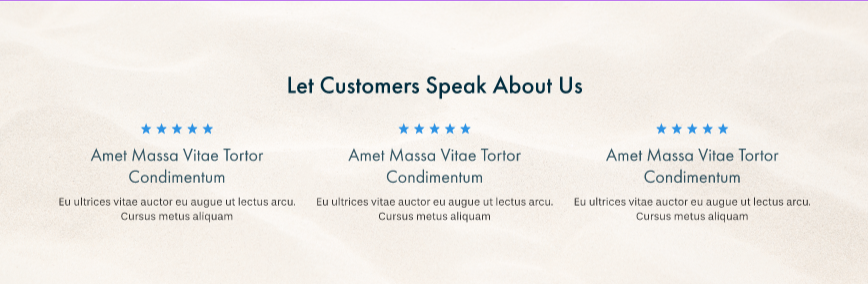 Let Customers Speak About Us
Amet Massa Vitae Tortor
Condimentum
Eu ultrices vitae auctor eu augue ut lectus arcu.
Cursus metus aliquam
Amet Massa Vitae Tortor
Condimentum
Eu ultrices vitae auctor eu augue ut lectus arcu.
Cursus metus aliquam
Amet Massa Vitae Tortor
Condimentum
Eu ultrices vitae auctor eu augue ut lectus arcu.
Cursus metus aliquam